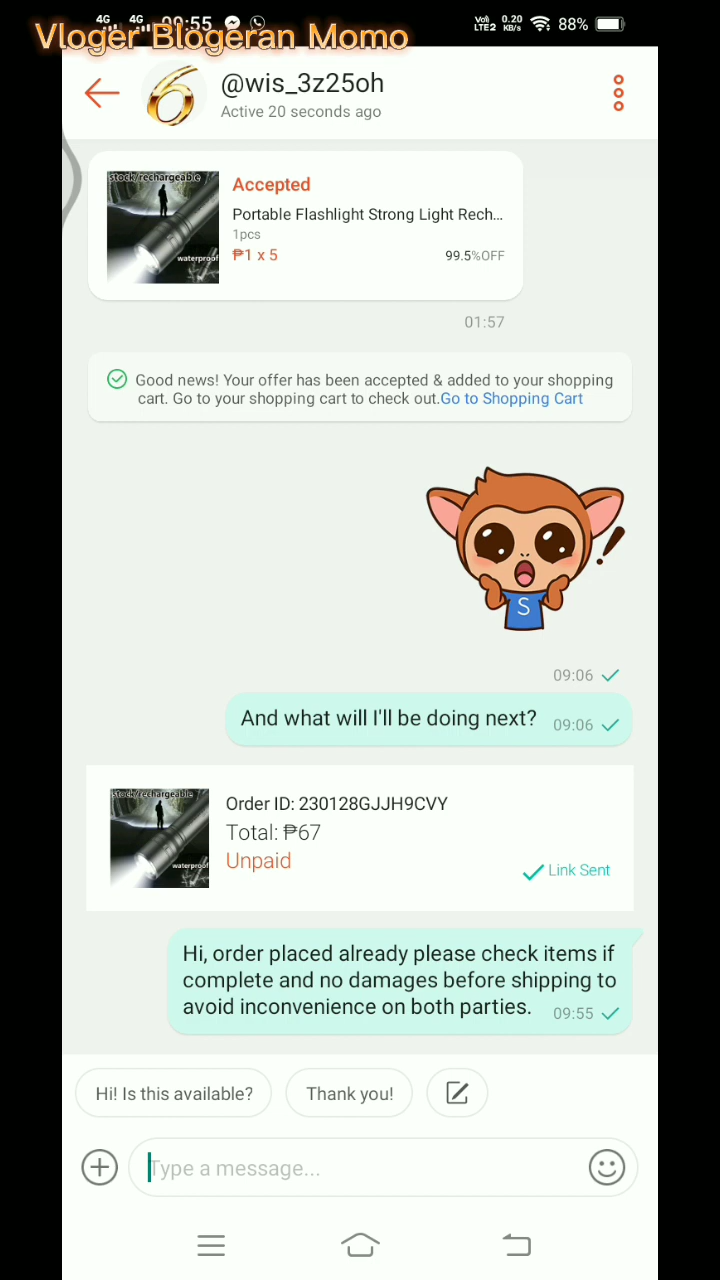 4G 4G 09:55 VoLTE2 0.20 KB/s 88%
Vloger Blogeran Momo
6 @wis_3z25oh
Active 20 seconds ago
stock/rechargeable
waterproof
Accepted
Portable Flashlight Strong Light Rech...
1pcs
₱1 x 5 99.5%OFF
01:57
Good news! Your offer has been accepted & added to your shopping
cart. Go to your shopping cart to check out.Go to Shopping Cart
!
S
09:06
And what will I'll be doing next? 09:06
stock/rechargeable
waterproof
Order ID: 230128GJJH9CVY
Total: ₱67
Unpaid
Link Sent
Hi, order placed already please check items if
complete and no damages before shipping to
avoid inconvenience on both parties. 09:55
Hi! Is this available? Thank you!
Type a message...